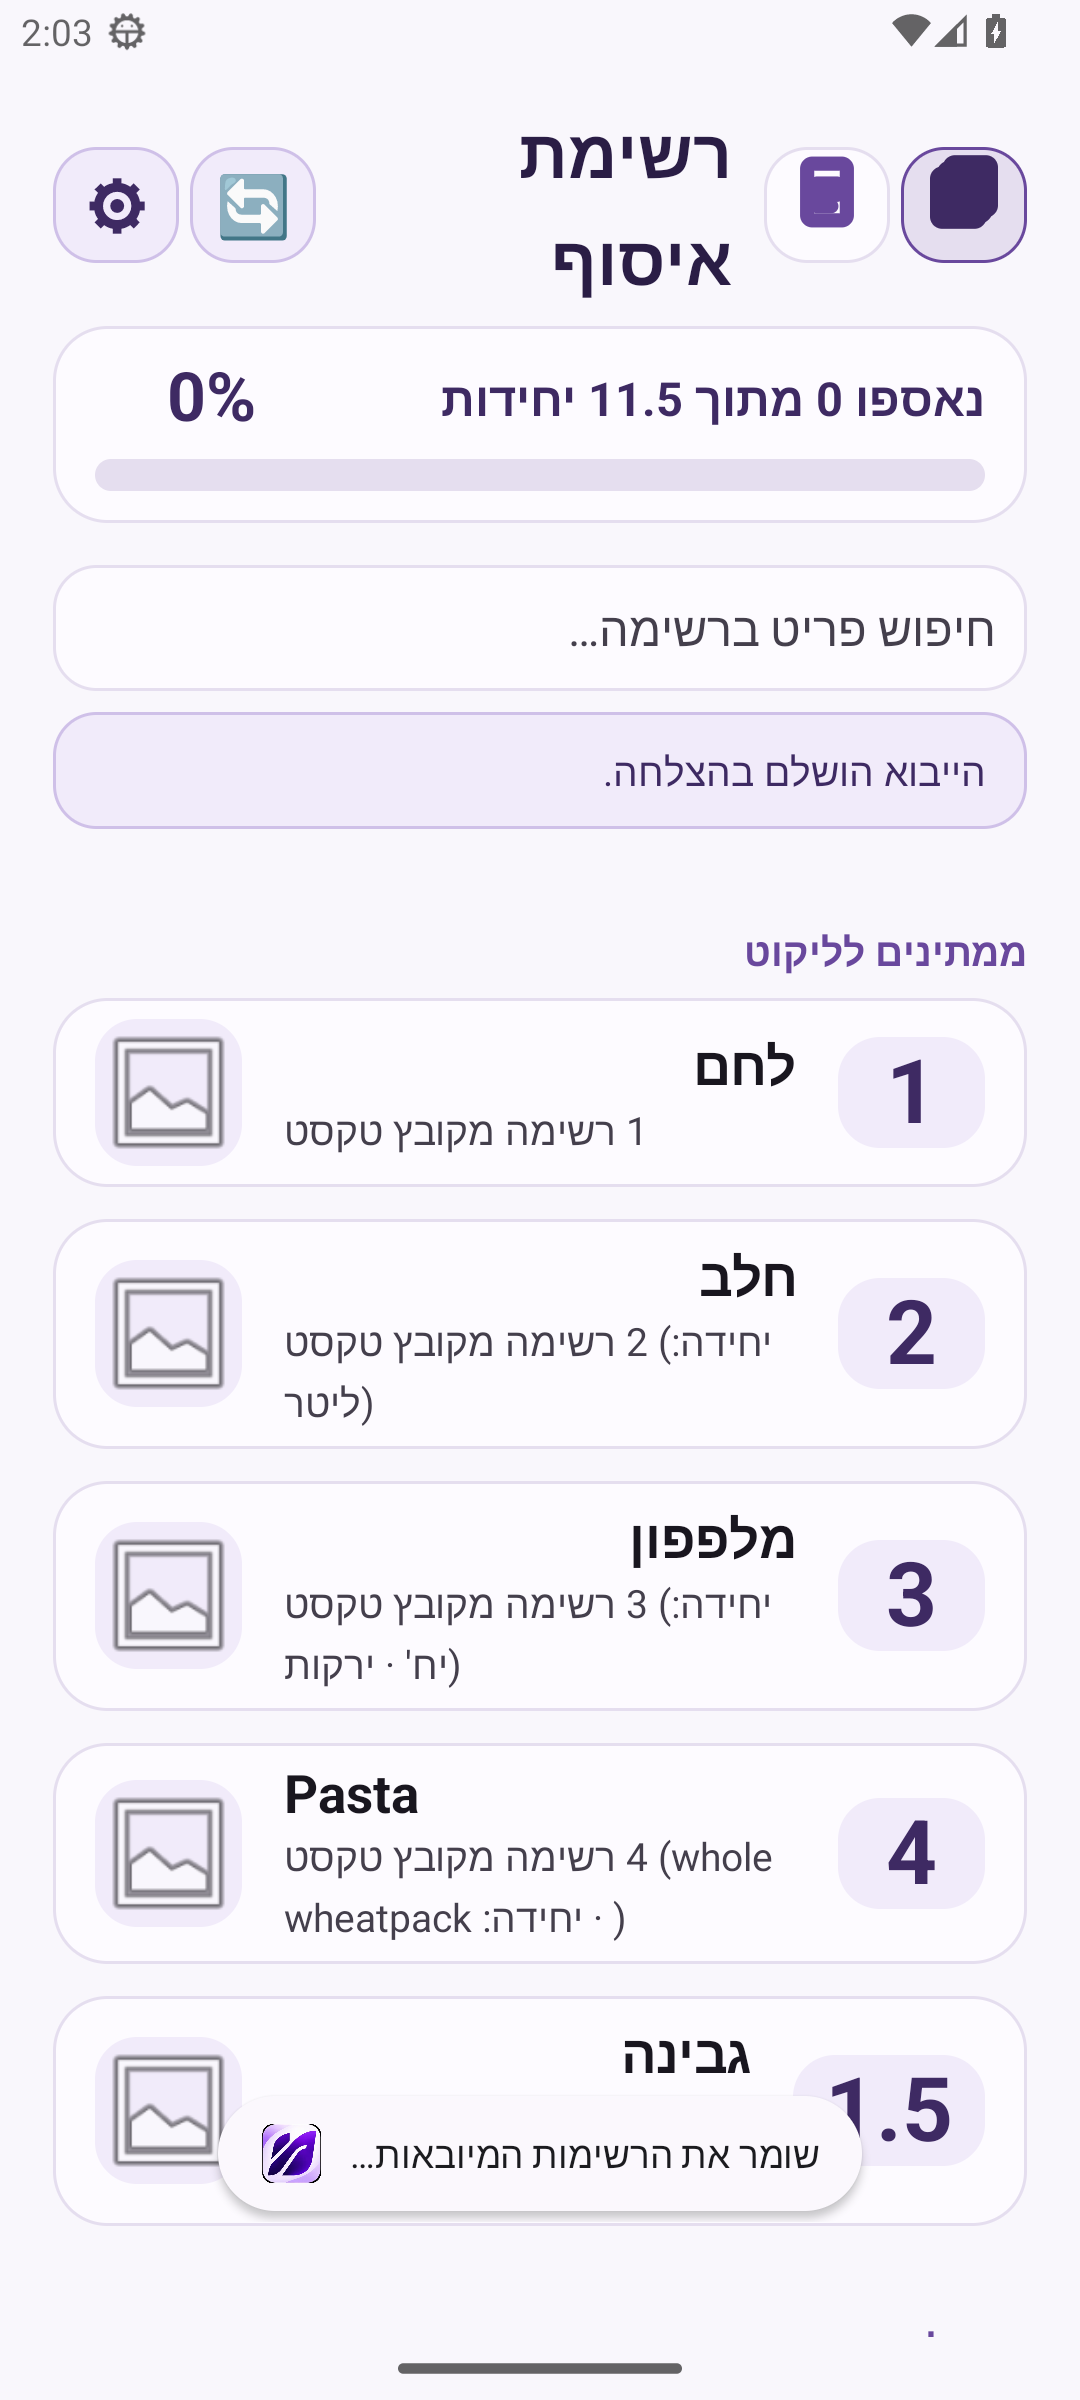 2:03
רשימת
איסוף
נאספו 0 מתוך 11.5 יחידות
0%
חיפוש פריט ברשימה...
הייבוא הושלם בהצלחה.
ממתינים לליקוט
1
לחם
רשימה מקובץ טקסט 1
2
חלב
רשימה מקובץ טקסט 2 (יחידה:
ליטר)
3
מלפפון
רשימה מקובץ טקסט 3 (יחידה:
יח' · ירקות)
4
Pasta
רשימה מקובץ טקסט 4 (whole
wheat · יחידה: pack)
1.5
גבינה
שומר את הרשימות המיובאות...